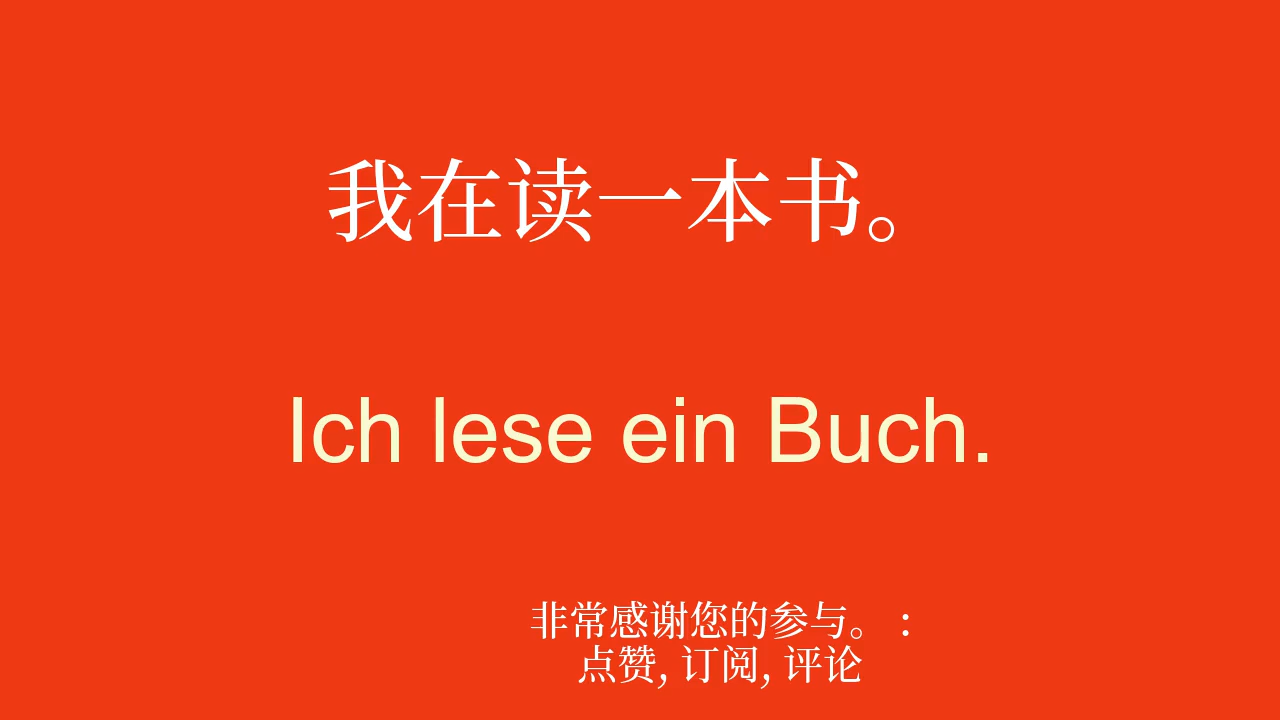 我在读一本书。
Ich lese ein Buch.
非常感谢您的参与。 :
点赞, 订阅, 评论